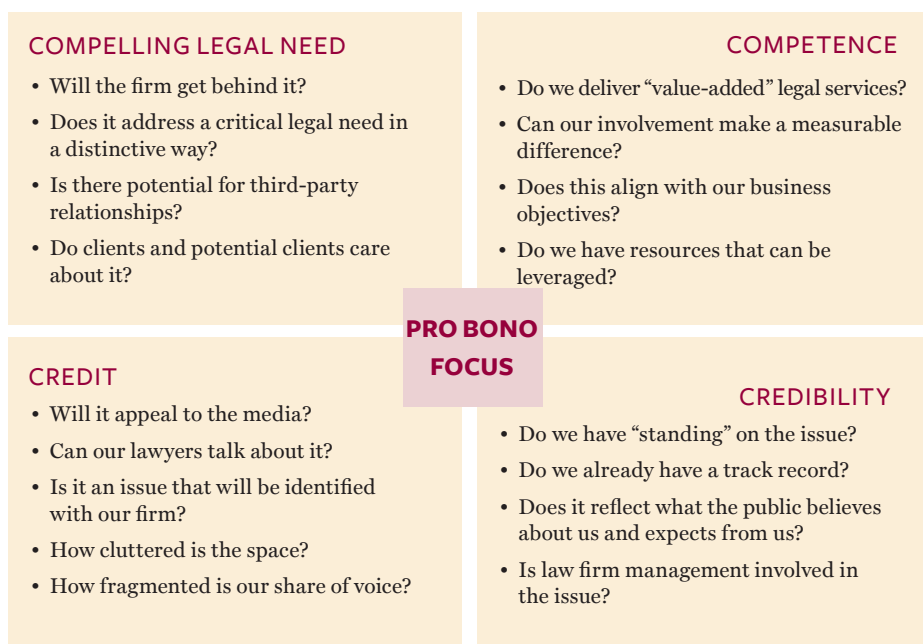 COMPELLING LEGAL NEED
• Will the firm get behind it?
• Does it address a critical legal need in
a distinctive way?
• Is there potential for third-party
relationships?
• Do clients and potential clients care
about it?
COMPETENCE
• Do we deliver “value-added” legal services?
• Can our involvement make a measurable
difference?
• Does this align with our business
objectives?
• Do we have resources that can be
leveraged?
PRO BONO
FOCUS
CREDIT
• Will it appeal to the media?
• Can our lawyers talk about it?
• Is it an issue that will be identified
with our firm?
• How cluttered is the space?
• How fragmented is our share of voice?
CREDIBILITY
• Do we have “standing” on the issue?
• Do we already have a track record?
• Does it reflect what the public believes
about us and expects from us?
• Is law firm management involved in
the issue?